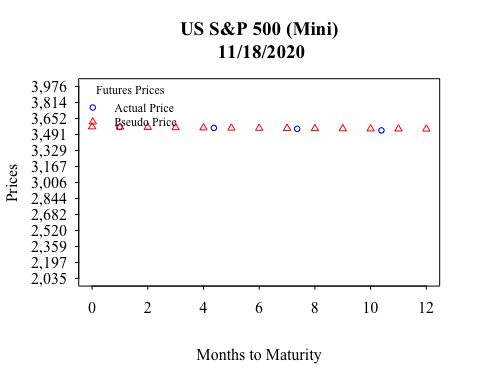 US S&P 500 (Mini)
11/18/2020
Futures Prices
Actual Price
Pseudo Price
Prices
3,976
3,814
3,652
3,491
3,329
3,167
3,006
2,844
2,682
2,520
2,359
2,197
2,035
0 2 4 6 8 10 12
Months to Maturity